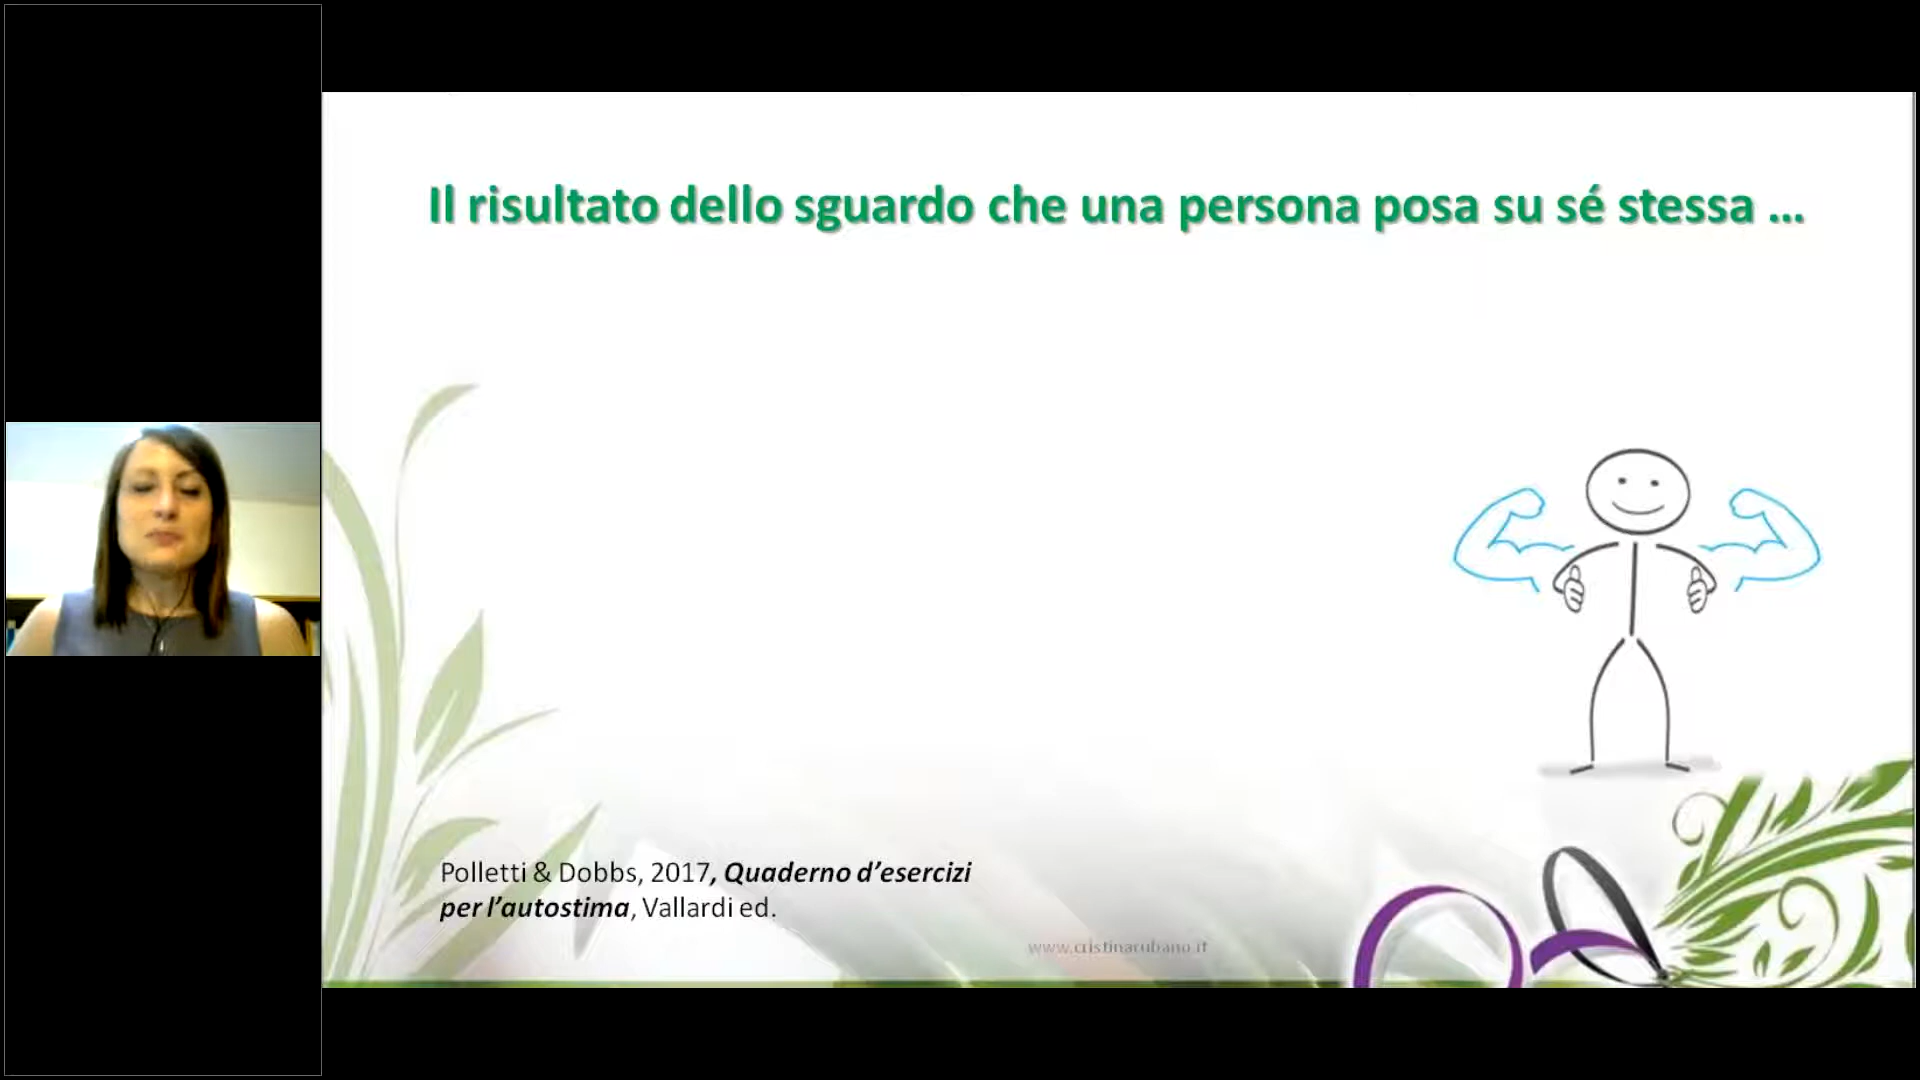 Il risultato dello sguardo che una persona posa su sé stessa ...
Polletti & Dobbs, 2017, Quaderno d’esercizi
per l’autostima, Vallardi ed.
www.cristinarubano.it